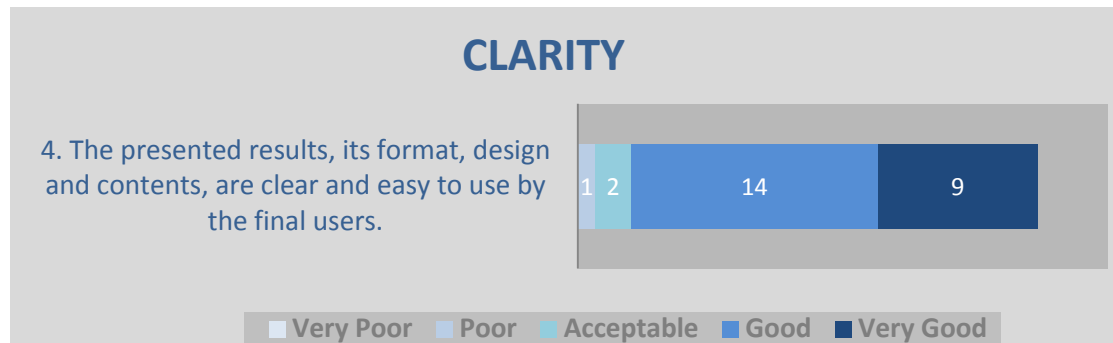 CLARITY
4. The presented results, its format, design
and contents, are clear and easy to use by
the final users.
1 2 14 9
Very Poor Poor Acceptable Good Very Good